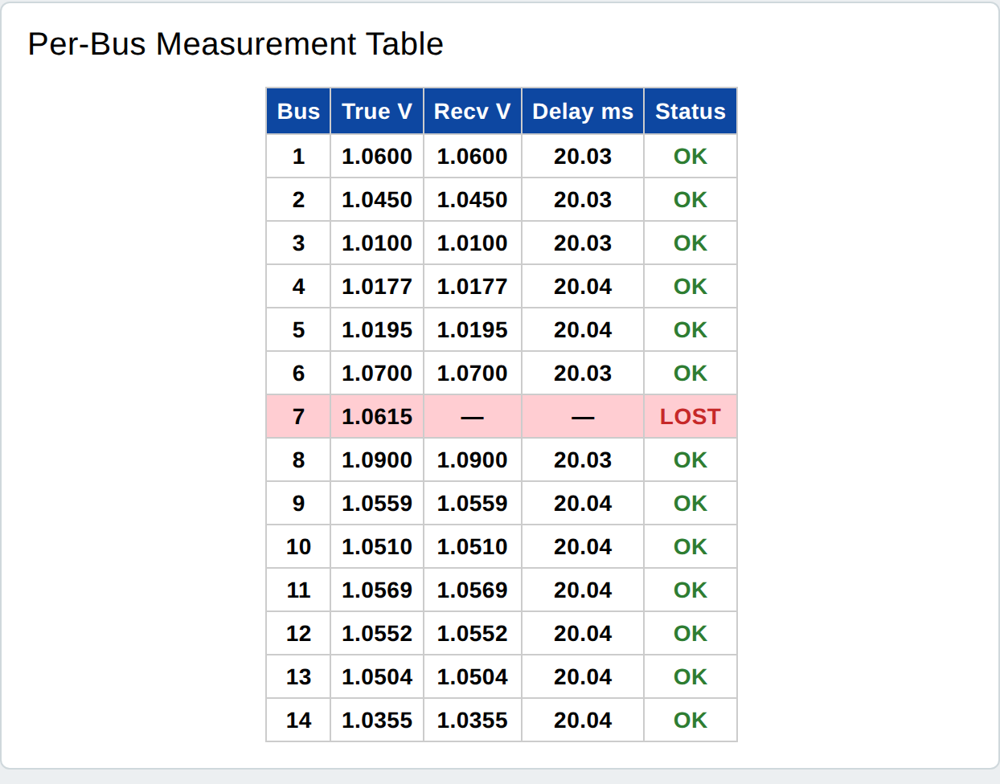 Per-Bus Measurement Table
Bus True V Recv V Delay ms Status
1 1.0600 1.0600 20.03 OK
2 1.0450 1.0450 20.03 OK
3 1.0100 1.0100 20.03 OK
4 1.0177 1.0177 20.04 OK
5 1.0195 1.0195 20.04 OK
6 1.0700 1.0700 20.03 OK
7 1.0615 — — LOST
8 1.0900 1.0900 20.03 OK
9 1.0559 1.0559 20.04 OK
10 1.0510 1.0510 20.04 OK
11 1.0569 1.0569 20.04 OK
12 1.0552 1.0552 20.04 OK
13 1.0504 1.0504 20.04 OK
14 1.0355 1.0355 20.04 OK